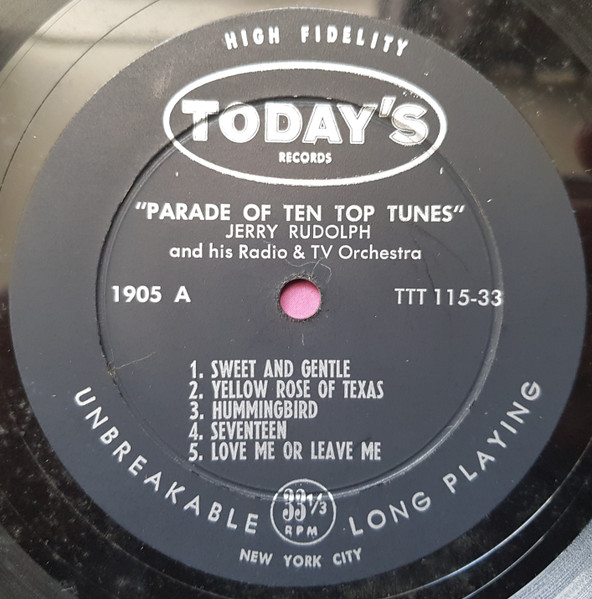 HIGH FIDELITY
TODAY'S
RECORDS
"PARADE OF TEN TOP TUNES"
JERRY RUDOLPH
and his Radio & TV Orchestra
1905 A
TTT 115-33
1. SWEET AND GENTLE
2. YELLOW ROSE OF TEXAS
3. HUMMINGBIRD
4. SEVENTEEN
5. LOVE ME OR LEAVE ME
UNBREAKABLE
33 1/3
RPM
LONG PLAYING
NEW YORK CITY